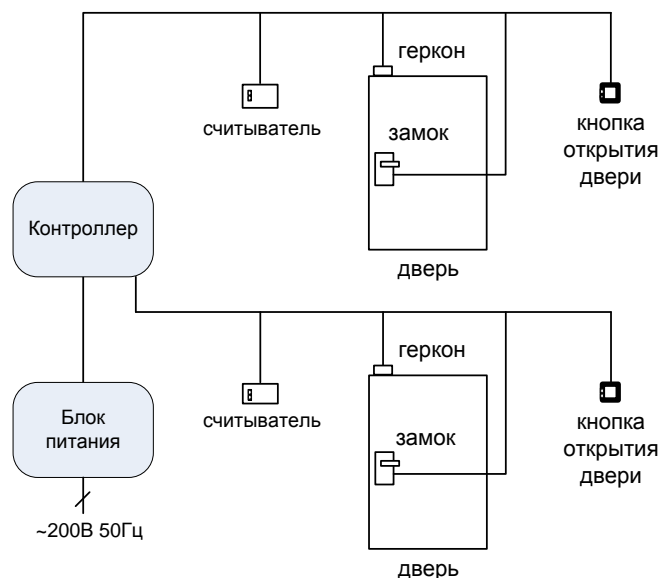 геркон
считыватель
замок
кнопка
открытия
двери
Контроллер
дверь
геркон
считыватель
замок
кнопка
открытия
двери
Блок
питания
~200В 50Гц
дверь